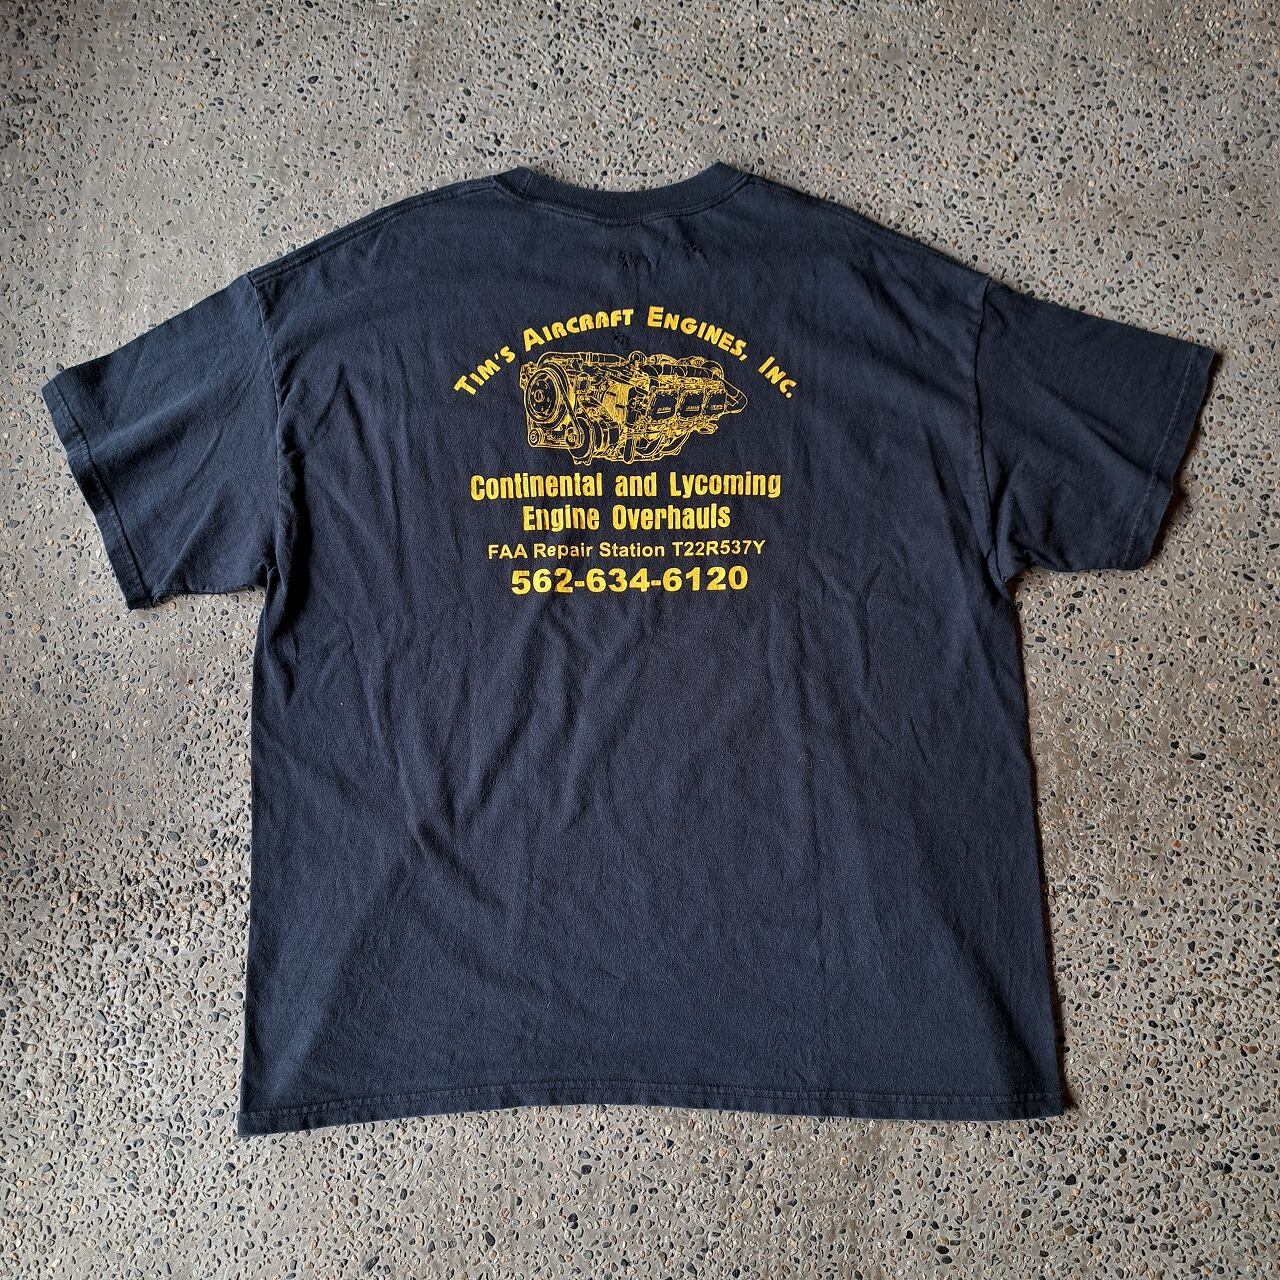 Tim's Aircraft Engines, Inc.
Continental and Lycoming
Engine Overhauls
FAA Repair Station T22R537Y
562-634-6120